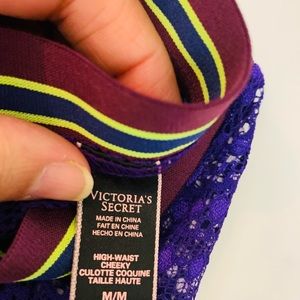 VICTORIA'S
SECRET
MADE IN CHINA
FAIT EN CHINE
HECHO EN CHINA
HIGH-WAIST
CHEEKY
CULOTTE COQUINE
TAILLE HAUTE
M/M